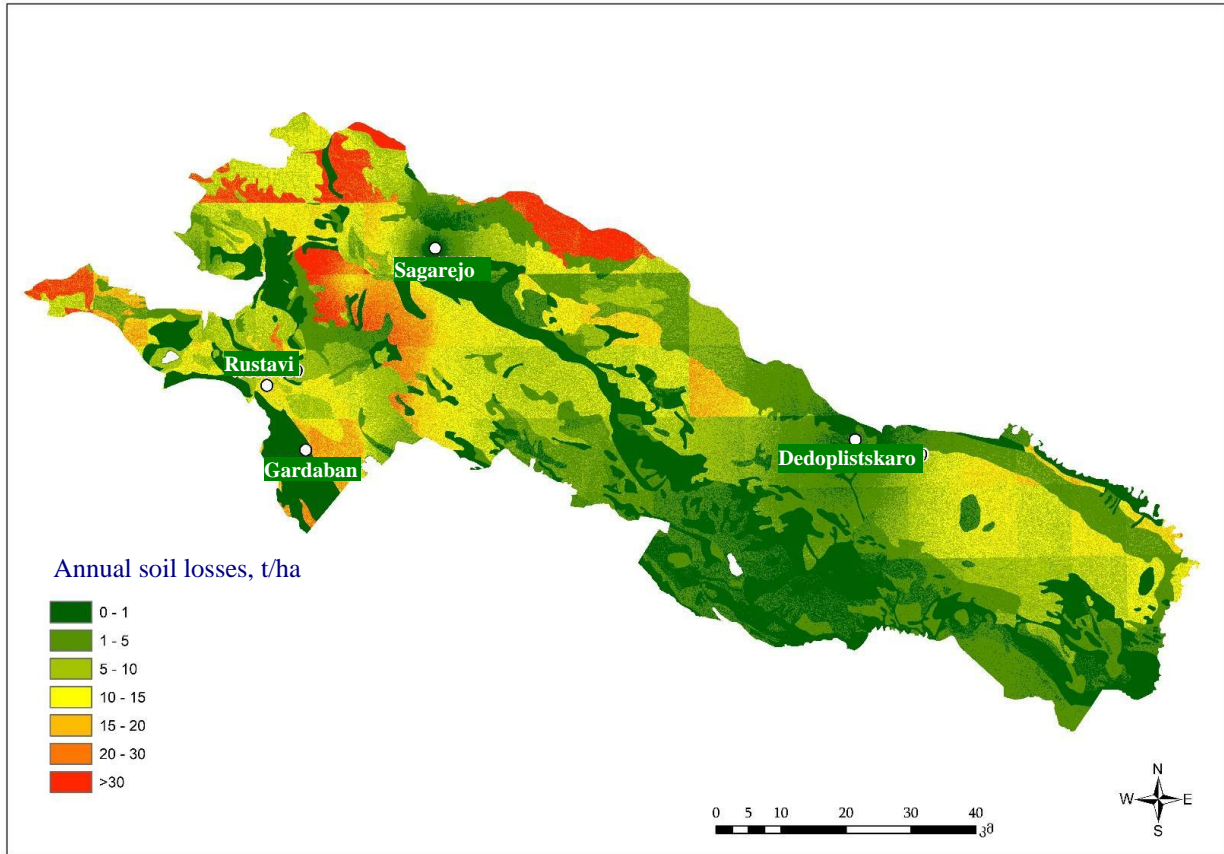 Sagarejo
Rustavi
Dedoplistskaro
Gardaban
Annual soil losses, t/ha
0 - 1
1 - 5
5 - 10
10 - 15
15 - 20
20 - 30
>30
N
W E
S
0 5 10 20 30 40
კმ